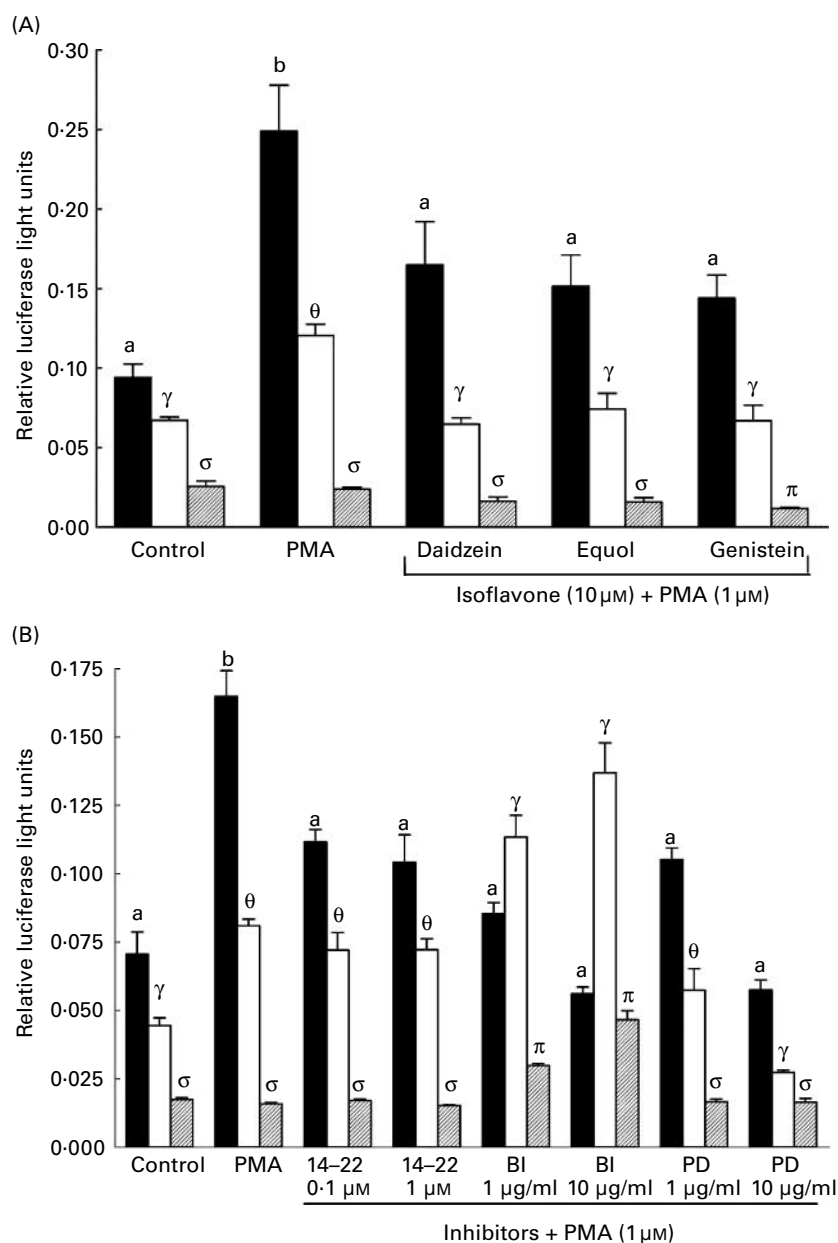 (A)
Relative luciferase light units
0·30
0·25
0·20
0·15
0·10
0·05
0·00
a γ σ
b θ σ
a γ σ
a γ σ
a γ π
Control PMA Daidzein Equol Genistein
Isoflavone (10 μM) + PMA (1 μM)
(B)
Relative luciferase light units
0·175
0·150
0·125
0·100
0·075
0·050
0·025
0·000
a γ σ
b θ σ
a θ σ
a θ σ
a γ π
a γ π
a θ σ
a γ σ
Control PMA 14–22 14–22 BI BI PD PD
0·1 μM 1 μM 1 μg/ml 10 μg/ml 1 μg/ml 10 μg/ml
Inhibitors + PMA (1 μM)